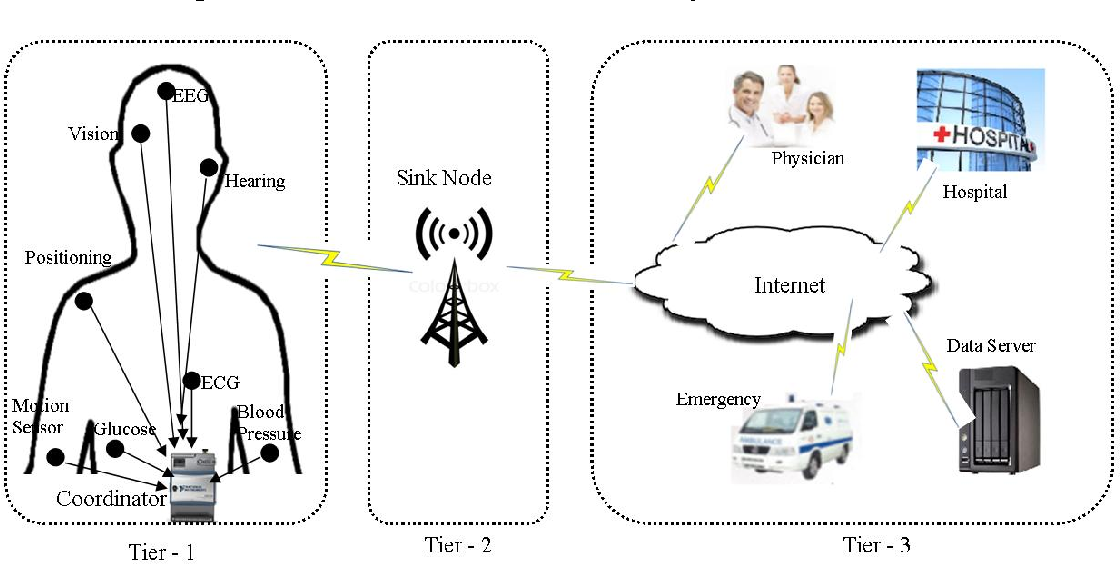 EEG
Vision
Hearing
Positioning
ECG
Motion
Sensor
Glucose
Blood
Pressure
Coordinator
Tier - 1
Sink Node
colourbox
Tier - 2
Physician
HOSPITAL
Hospital
Internet
Data Server
Emergency
AMBULANCE
Tier - 3